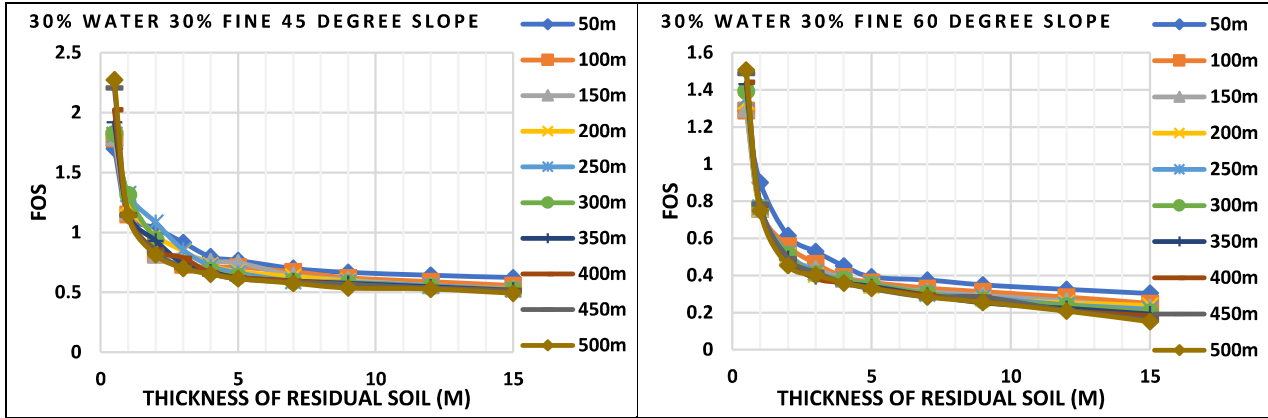 30% WATER 30% FINE 45 DEGREE SLOPE
2.5
2
1.5
1
0.5
0
FOS
0
5
10
15
THICKNESS OF RESIDUAL SOIL (M)
50m
100m
150m
200m
250m
300m
350m
400m
450m
500m
30% WATER 30% FINE 60 DEGREE SLOPE
1.6
1.4
1.2
1
0.8
0.6
0.4
0.2
0
FOS
0
5
10
15
THICKNESS OF RESIDUAL SOIL (M)
50m
100m
150m
200m
250m
300m
350m
400m
450m
500m